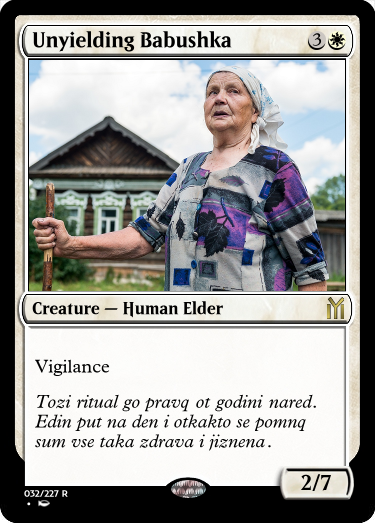 Unyielding Babushka 3
Creature — Human Elder
Vigilance
Tozi ritual go pravq ot godini nared.
Edin put na den i otkakto se pomnq
sum vse taka zdrava i jiznena.
2/7
032/227 R